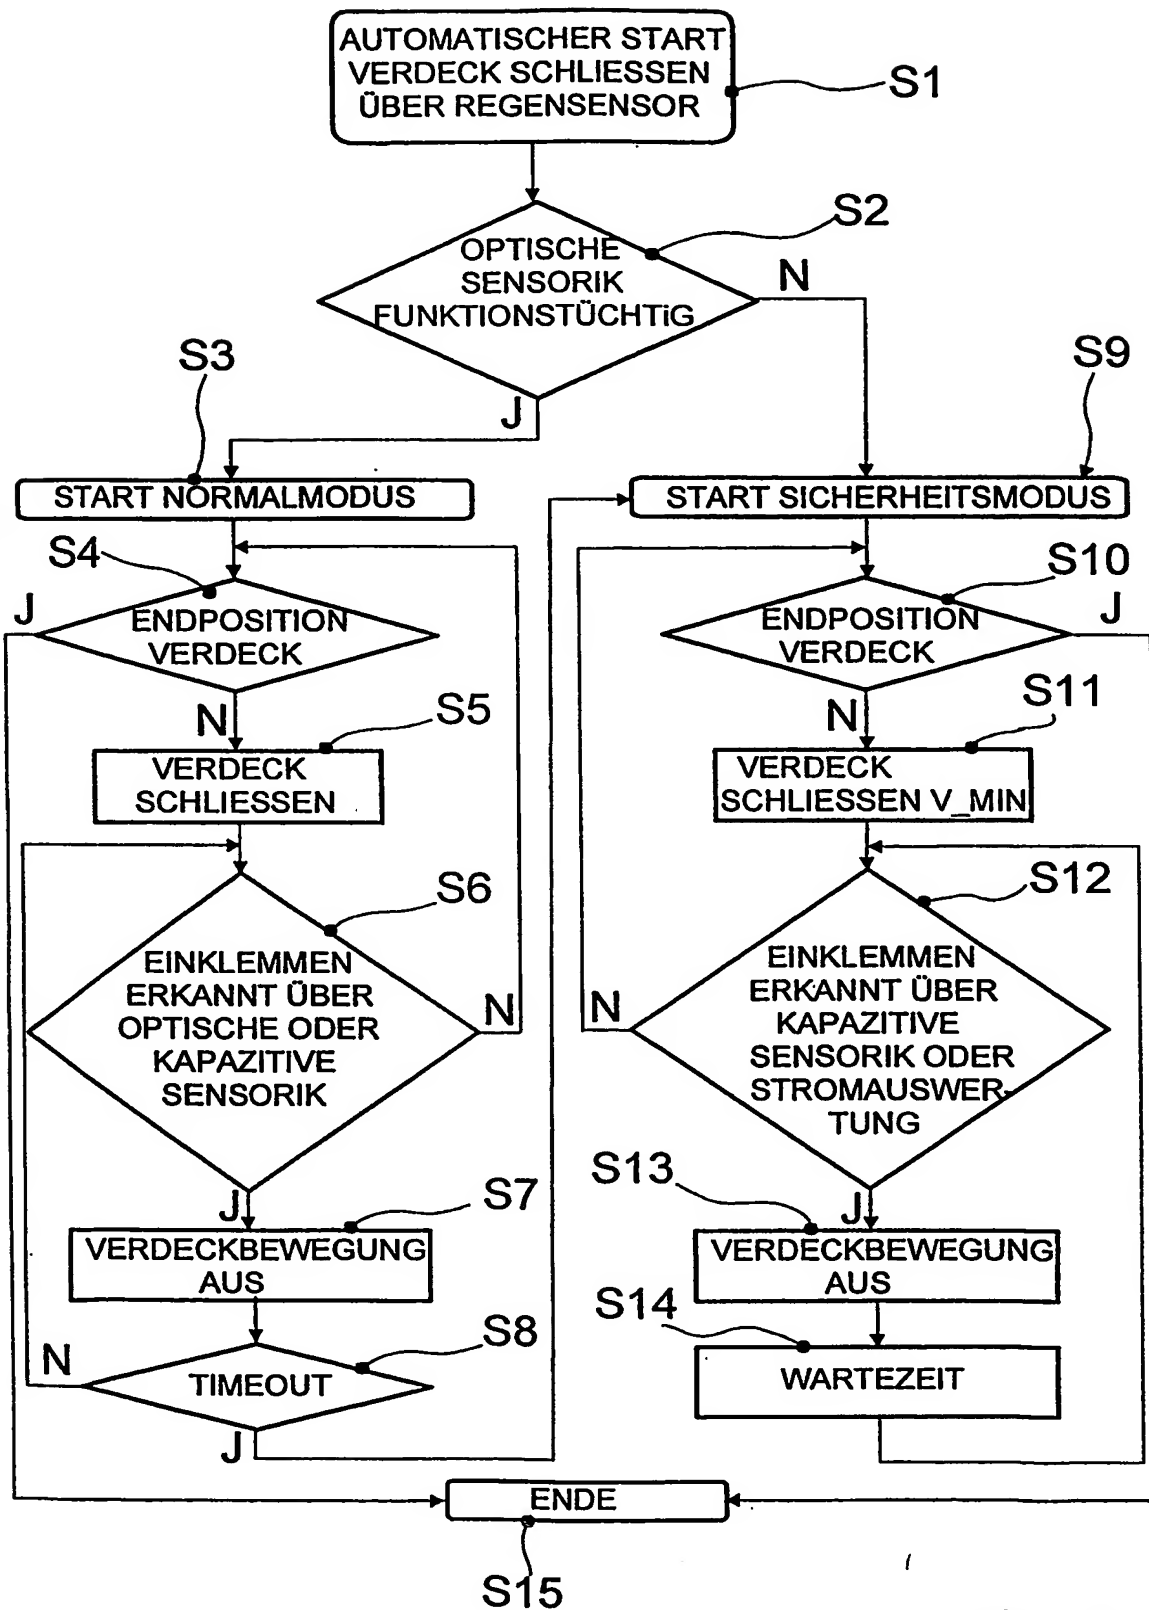 AUTOMATISCHER START
VERDECK SCHLIESSEN
ÜBER REGENSENSOR
S1
S2
OPTISCHE
SENSORIK
FUNKTIONSTÜCHTiG
N
J
S3
S9
START NORMALMODUS
START SICHERHEITSMODUS
S4
J
ENDPOSITION
VERDECK
N
S10
J
ENDPOSITION
VERDECK
N
S5
VERDECK
SCHLIESSEN
S11
VERDECK
SCHLIESSEN V_MIN
S6
EINKLEMMEN
ERKANNT ÜBER
OPTISCHE ODER
KAPAZITIVE
SENSORIK
N
J
S12
EINKLEMMEN
ERKANNT ÜBER
KAPAZITIVE
SENSORIK ODER
STROMAUSWER-
TUNG
N
J
S7
VERDECKBEWEGUNG
AUS
S13
VERDECKBEWEGUNG
AUS
S8
N
TIMEOUT
J
S14
WARTEZEIT
ENDE
S15